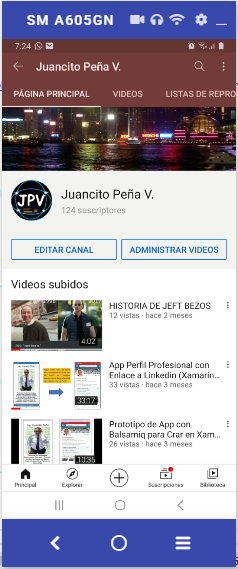 SM A605GN
7:24
Juancito Peña V.
PÁGINA PRINCIPAL VIDEOS LISTAS DE REPRO
JPV
Juancito Peña V.
124 suscriptores
EDITAR CANAL ADMINISTRAR VIDEOS
Videos subidos
HISTORIA DE JEFT BEZOS
12 vistas · hace 2 meses
4:02
App Perfil Profesional con
Enlace a Linkedin (Xamarin...
33 vistas · hace 3 meses
33:17
Prototipo de App con
Balsamiq para Crar en Xam...
26 vistas · hace 3 meses
10:35
Principal Explorar Suscripciones Biblioteca